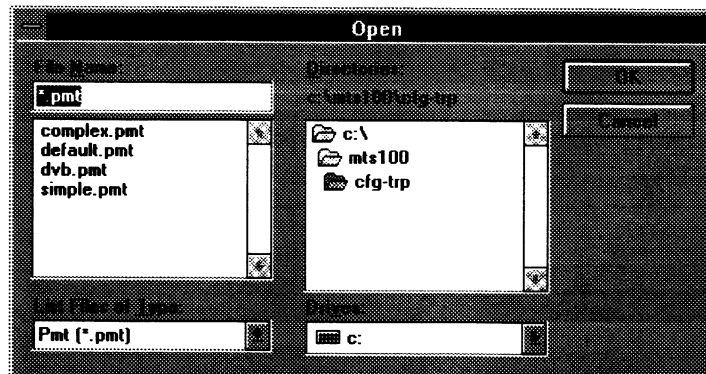 Open
File Name:
*.pmt
complex.pmt
default.pmt
dvb.pmt
simple.pmt
List Files of Type:
Pmt (*.pmt)
Directories:
c:\mts100\cfg-trp
c:\
mts100
cfg-trp
Drives:
c:
OK
Cancel